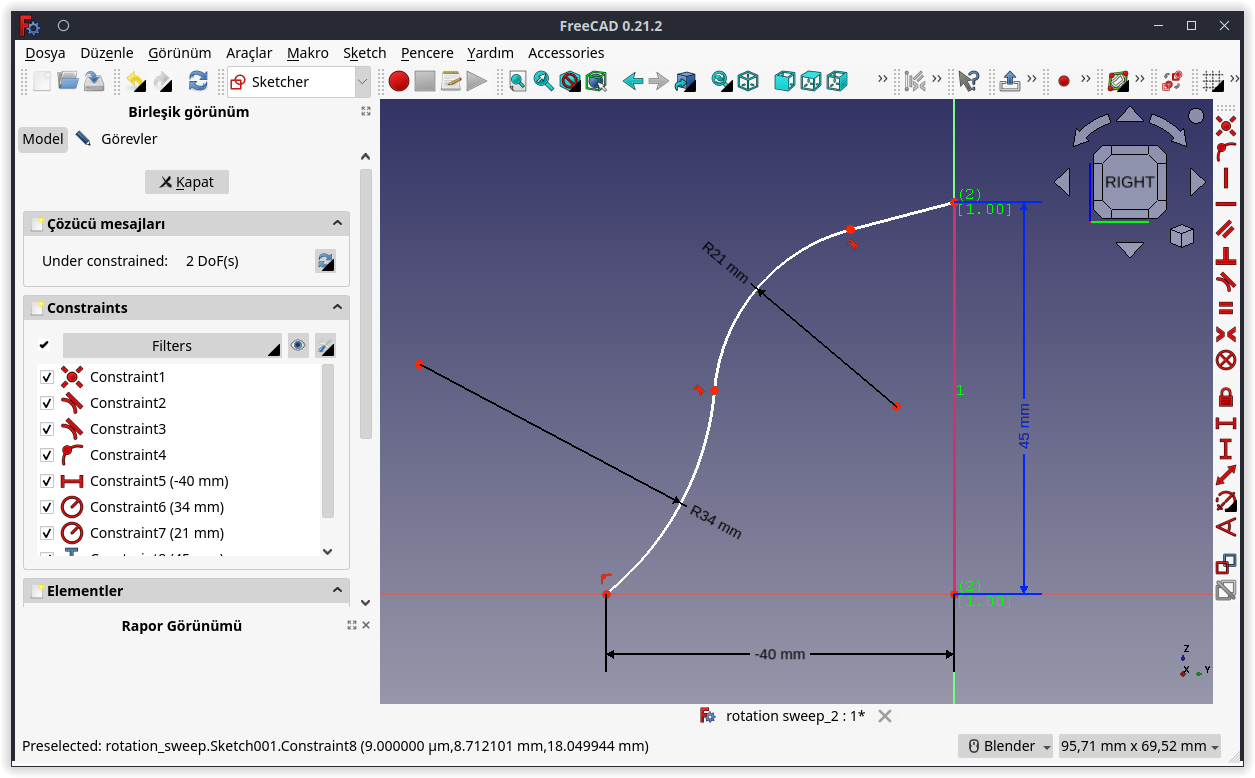 FreeCAD 0.21.2
Dosya Düzenle Görünüm Araçlar Makro Sketch Pencere Yardım Accessories
Sketcher
Birleşik görünüm
Model Görevler
Kapat
Çözücü mesajları
Under constrained: 2 DoF(s)
Constraints
Filters
Constraint1
Constraint2
Constraint3
Constraint4
Constraint5 (-40 mm)
Constraint6 (34 mm)
Constraint7 (21 mm)
Elementler
Rapor Görünümü
RIGHT
(2)
[1.00]
R21 mm
1
45 mm
R34 mm
(2)
[1.00]
-40 mm
Z
X Y
rotation sweep_2 : 1*
Preselected: rotation_sweep.Sketch001.Constraint8 (9.000000 µm,8.712101 mm,18.049944 mm)
Blender
95,71 mm x 69,52 mm